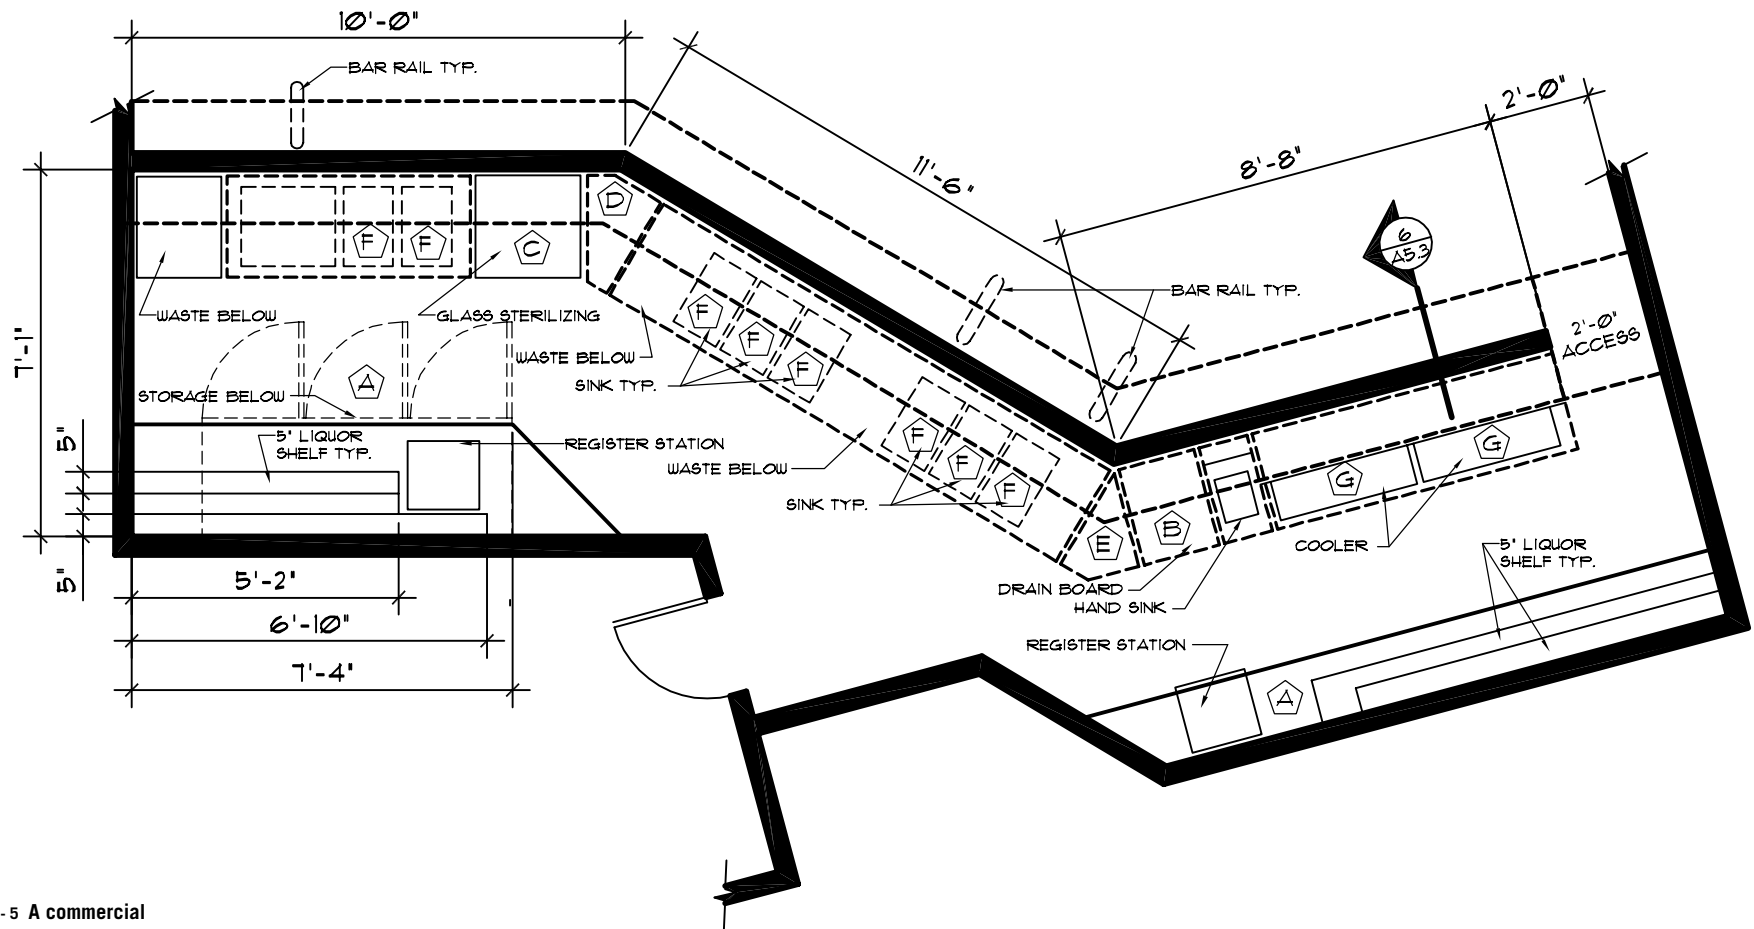 10'-0"
BAR RAIL TYP.
2'-0"
8'-8"
11'-6"
D
F
F
C
6
A5.3
BAR RAIL TYP.
WASTE BELOW
GLASS STERILIZING
F
2'-0"
ACCESS
7'-1"
F
WASTE BELOW
F
SINK TYP.
A
STORAGE BELOW
5"
5" LIQUOR
SHELF TYP.
REGISTER STATION
F
G
WASTE BELOW
F
G
F
SINK TYP.
B
E
COOLER
5" LIQUOR
SHELF TYP.
5"
5'-2"
DRAIN BOARD
HAND SINK
6'-10"
REGISTER STATION
7'-4"
A
-5 A commercial